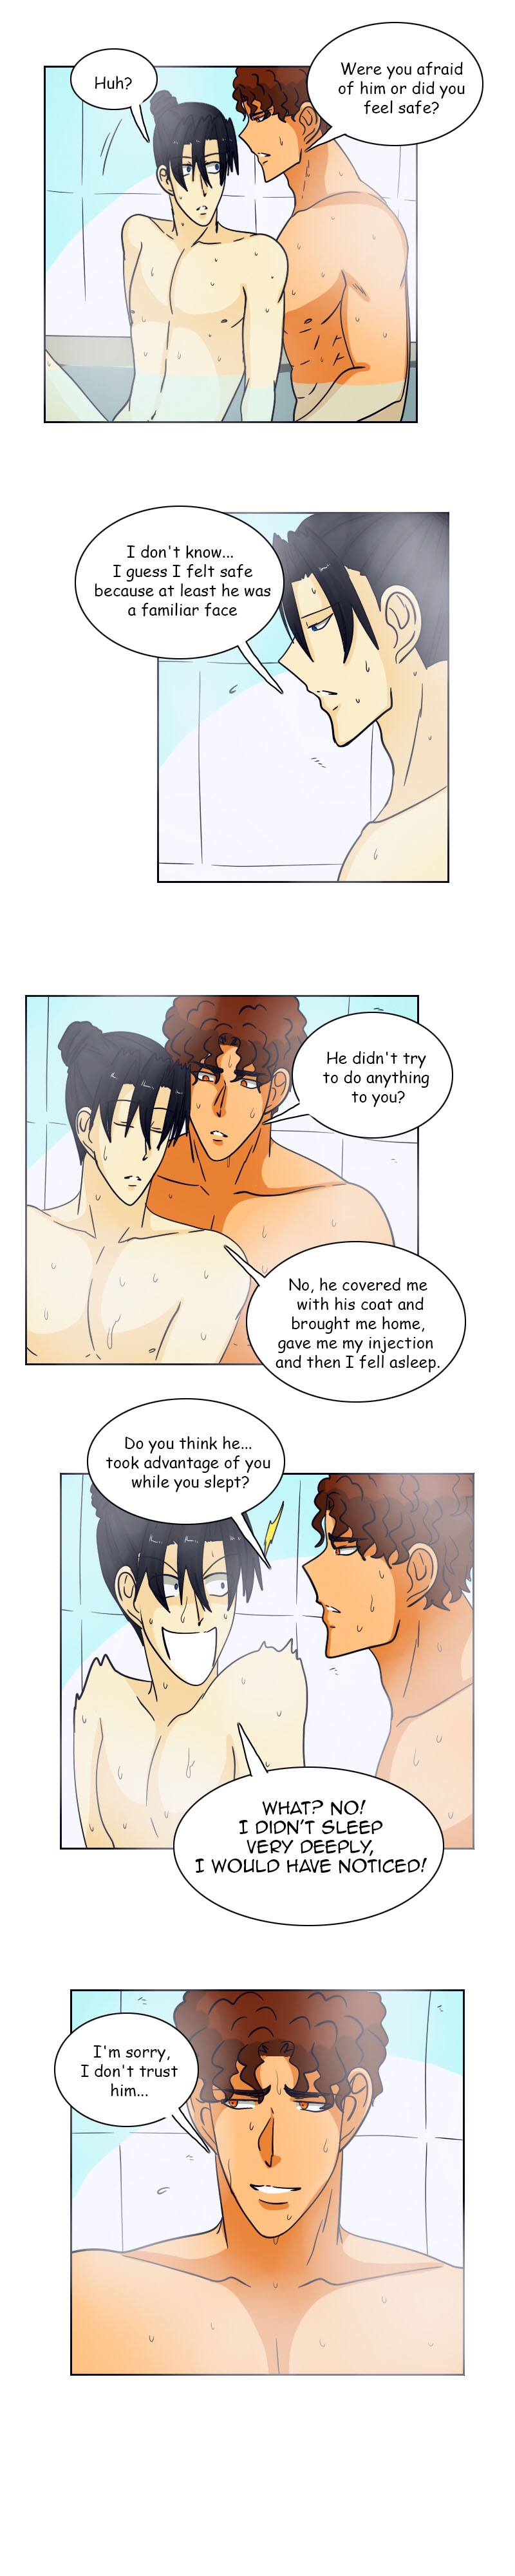 Huh?
Were you afraid
of him or did you
feel safe?
I don't know...
I guess I felt safe
because at least he was
a familiar face
He didn't try
to do anything
to you?
No, he covered me
with his coat and
brought me home,
gave me my injection
and then I fell asleep.
Do you think he...
took advantage of you
while you slept?
WHAT? NO!
I DIDN'T SLEEP
VERY DEEPLY,
I WOULD HAVE NOTICED!
I'm sorry,
I don't trust
him...